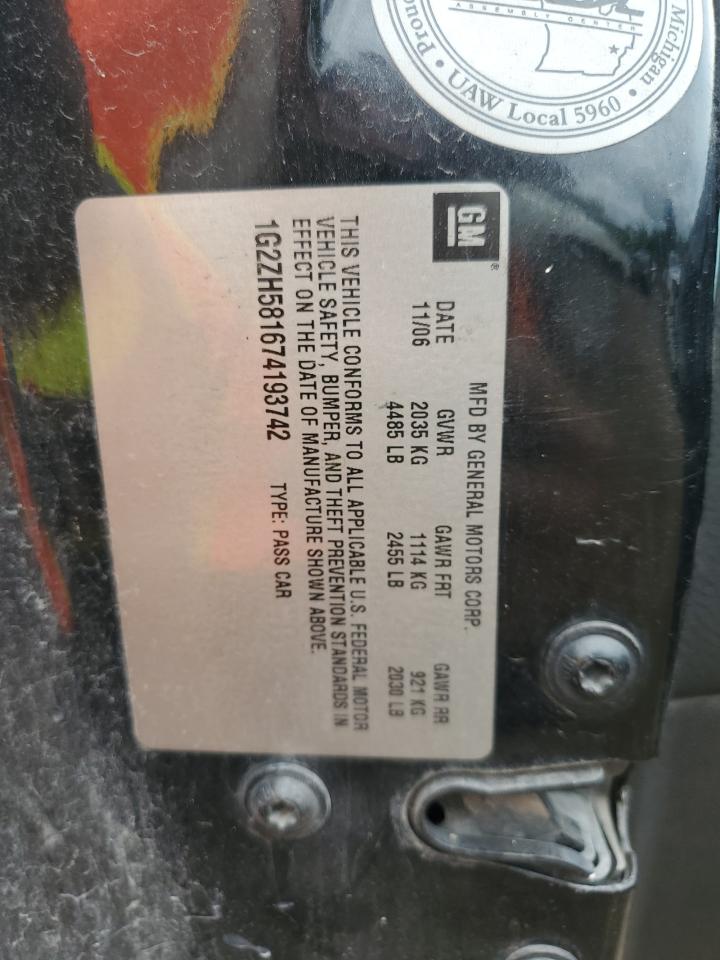 GM
MFD BY GENERAL MOTORS CORP.
DATE GVWR GAWR FRT GAWR RR
11/06 2035 KG 1114 KG 921 KG
4485 LB 2455 LB 2030 LB
THIS VEHICLE CONFORMS TO ALL APPLICABLE U.S. FEDERAL MOTOR
VEHICLE SAFETY, BUMPER, AND THEFT PREVENTION STANDARDS IN
EFFECT ON THE DATE OF MANUFACTURE SHOWN ABOVE.
1G2ZH581674193742 TYPE: PASS CAR
ASSEMBLY CENTER
Michigan
• UAW Local 5960 •